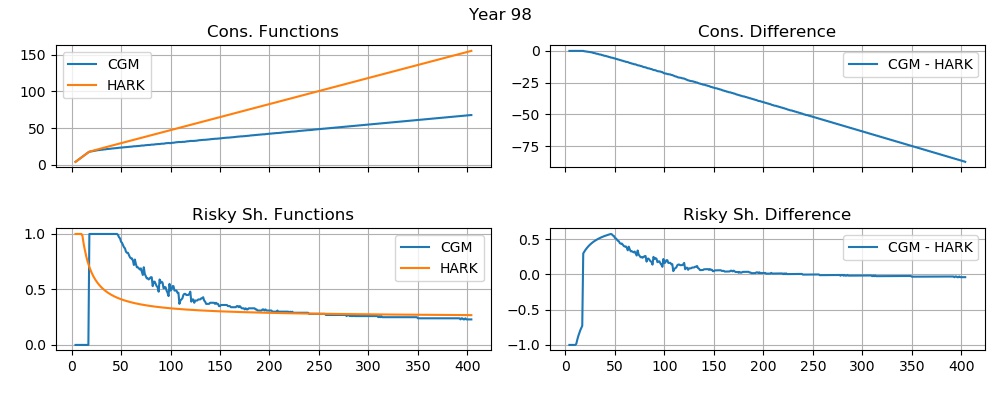 Year 98
Cons. Functions
Cons. Difference
150
100
50
0
CGM
HARK
0
−25
−50
−75
CGM - HARK
Risky Sh. Functions
Risky Sh. Difference
1.0
0.5
0.0
CGM
HARK
0.5
0.0
−0.5
−1.0
CGM - HARK
0 50 100 150 200 250 300 350 400
0 50 100 150 200 250 300 350 400